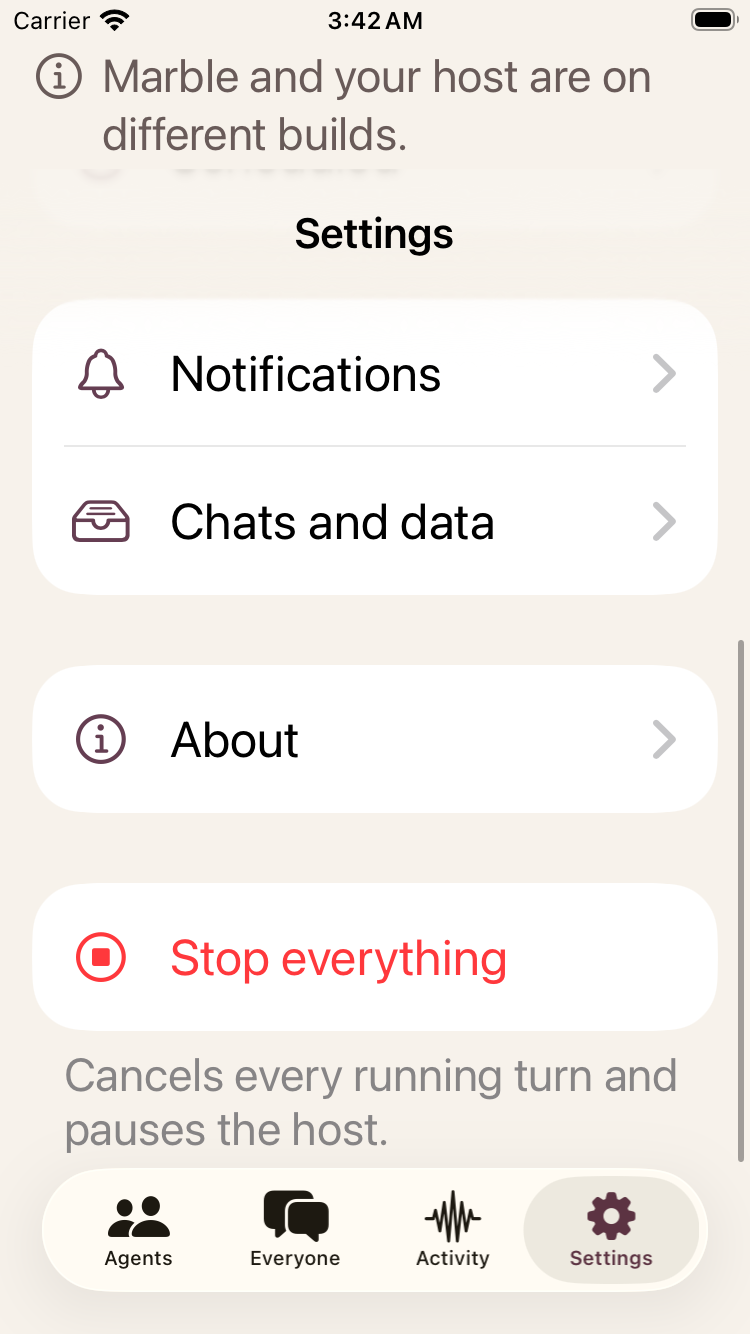 Carrier 3:42 AM
Marble and your host are on
different builds.
Settings
Notifications
Chats and data
About
Stop everything
Cancels every running turn and
pauses the host.
Agents Everyone Activity Settings